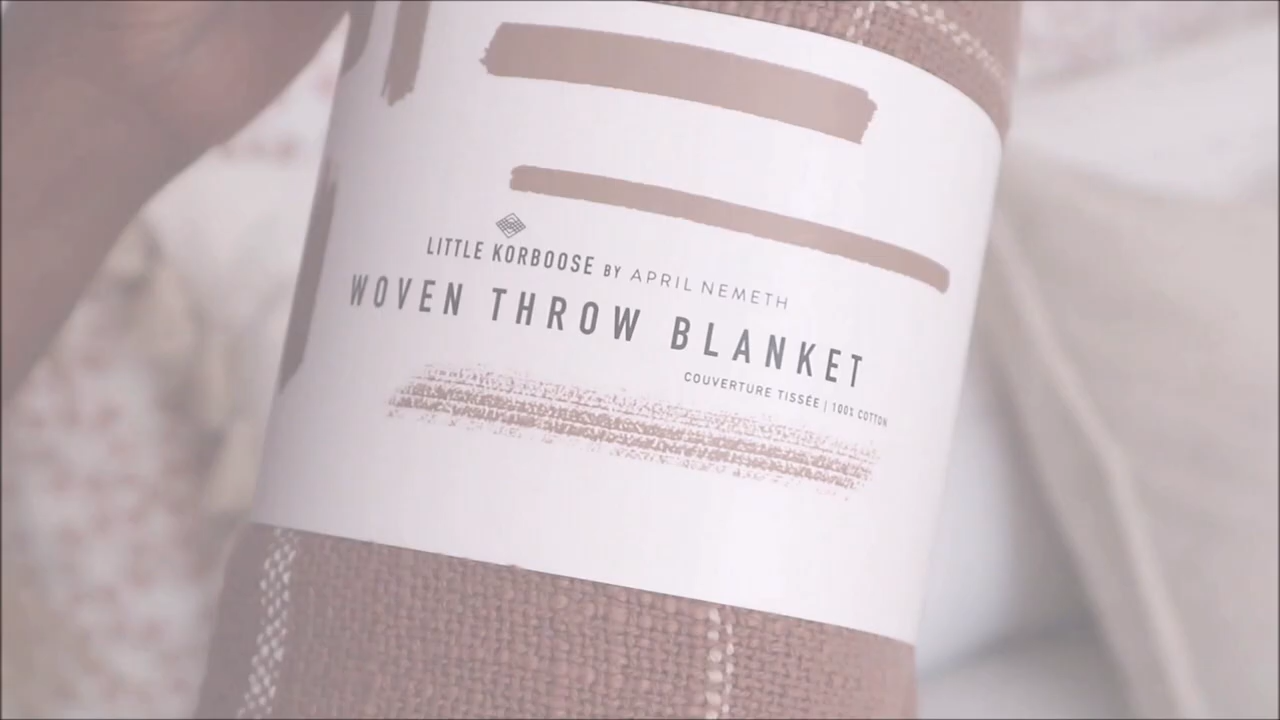 LITTLE KORBOOSE BY APRIL NEMETH
WOVEN THROW BLANKET
COUVERTURE TISSÉE | 100% COTTON